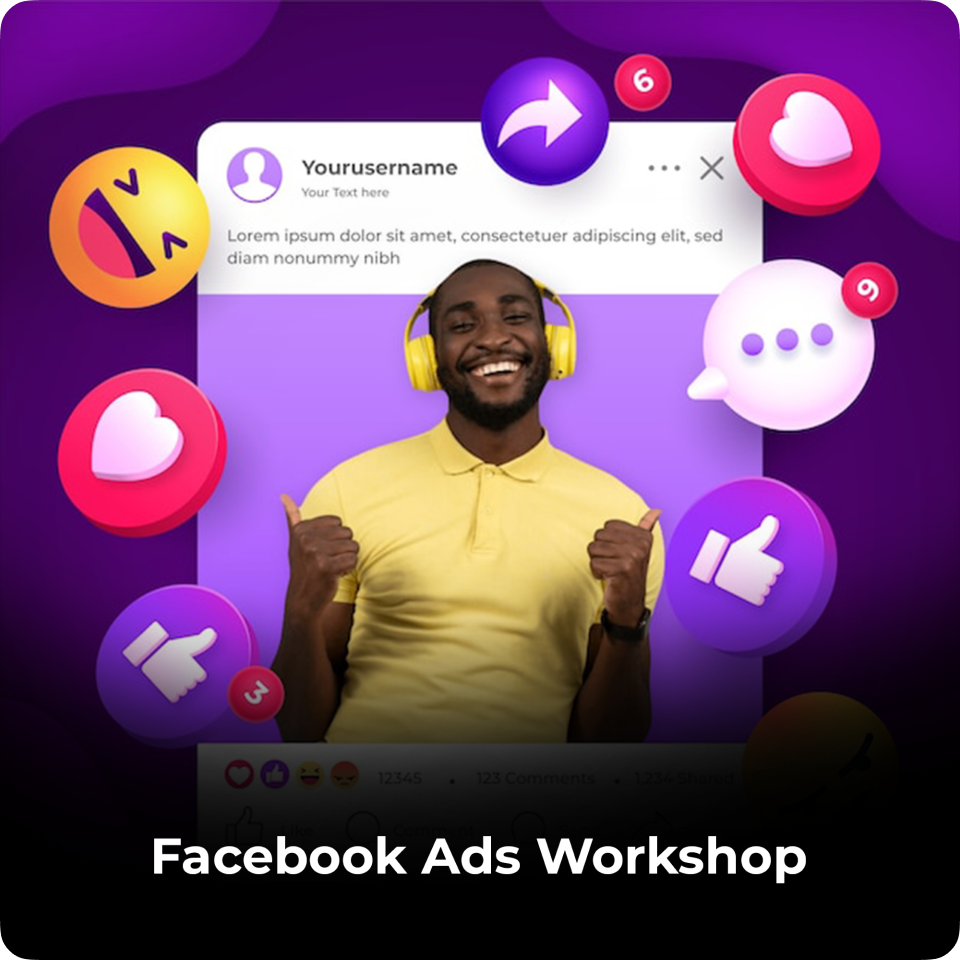 6
Yourusername
Your Text here
Lorem ipsum dolor sit amet, consectetuer adipiscing elit, sed
diam nonummy nibh
9
3
12345 • 123 Comments • 1.234 Shared
Facebook Ads Workshop